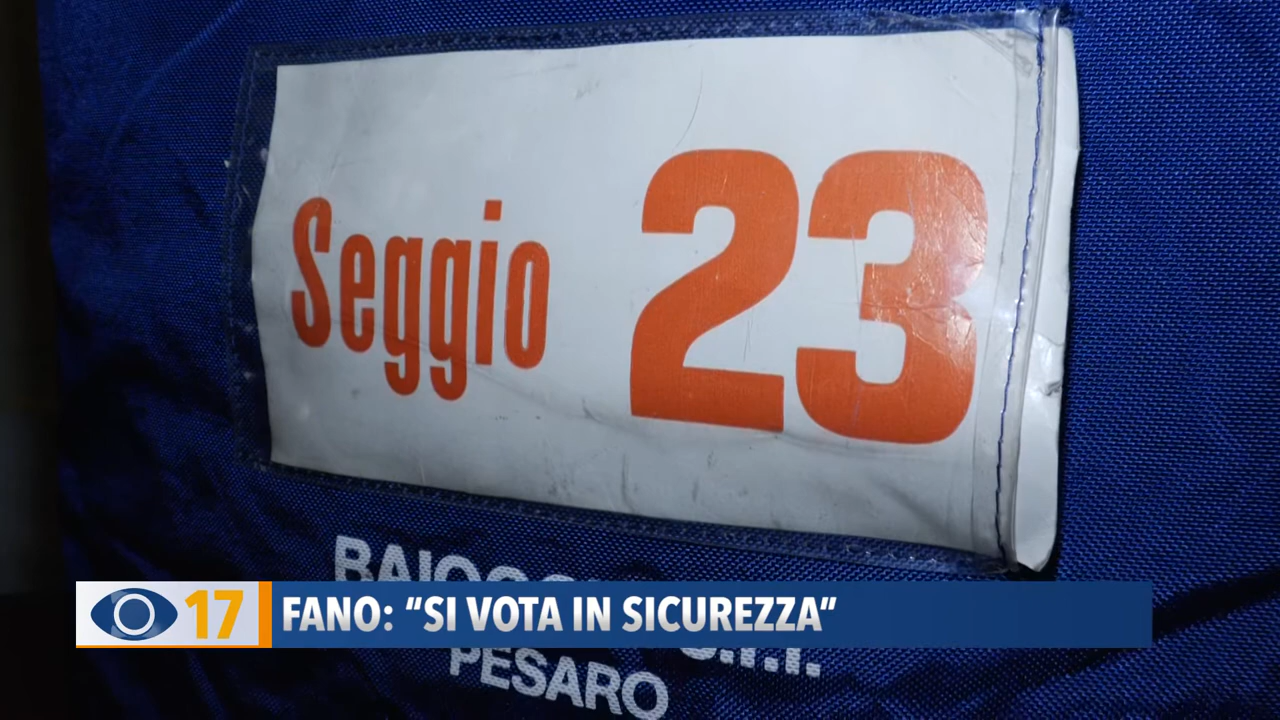 Seggio 23
17 FANO: “SI VOTA IN SICUREZZA”
PESARO